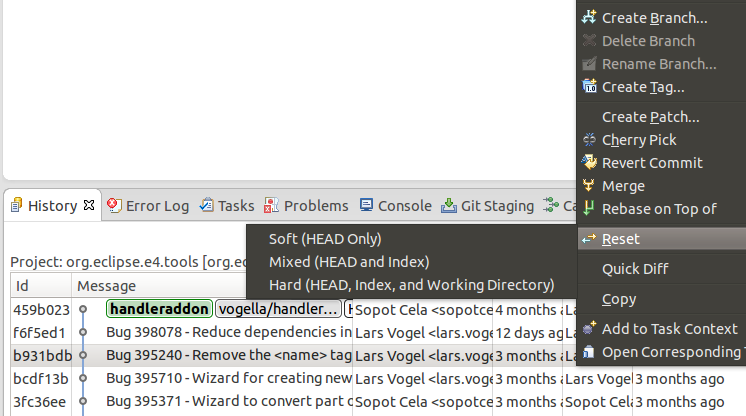 Create Branch...
Delete Branch
Rename Branch...
Create Tag...
Create Patch...
Cherry Pick
Revert Commit
Merge
Rebase on Top of
Reset
Quick Diff
Copy
Add to Task Context
Open Corresponding
History Error Log Tasks Problems Console Git Staging
Soft (HEAD Only)
Mixed (HEAD and Index)
Hard (HEAD, Index, and Working Directory)
Project: org.eclipse.e4.tools [org.ec
Id Message
459b023 handleraddon vogella/handler... Sopot Cela <sopotce 4 months a
f6f5ed1 Bug 398078 - Reduce dependencies in Lars Vogel <lars.voge 12 days ag
b931bdb Bug 395240 - Remove the <name> tag Lars Vogel <lars.voge 3 months a
bcdf13b Bug 395710 - Wizard for creating new Lars Vogel <lars.voge 3 months a Lars Vogel 3 months ago
3fc36ee Bug 395371 - Wizard to convert part c Sopot Cela <sopotce 3 months a Lars Vogel 3 months ago